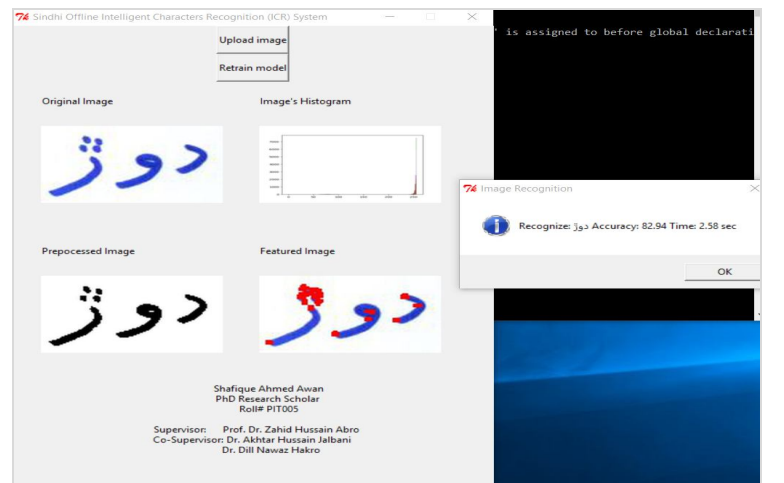 Sindhi Offline Intelligent Characters Recognition (ICR) System
' is assigned to before global declarati
Upload image
Retrain model
Original Image
Image's Histogram
دوڙ
Image Recognition
Recognize: دوڙ Accuracy: 82.94 Time: 2.58 sec
OK
Prepocessed Image
Featured Image
دوڙ
دوڙ
Shafique Ahmed Awan
PhD Research Scholar
Roll# PIT005
Supervisor: Prof. Dr. Zahid Hussain Abro
Co-Supervisor: Dr. Akhtar Hussain Jalbani
Dr. Dill Nawaz Hakro